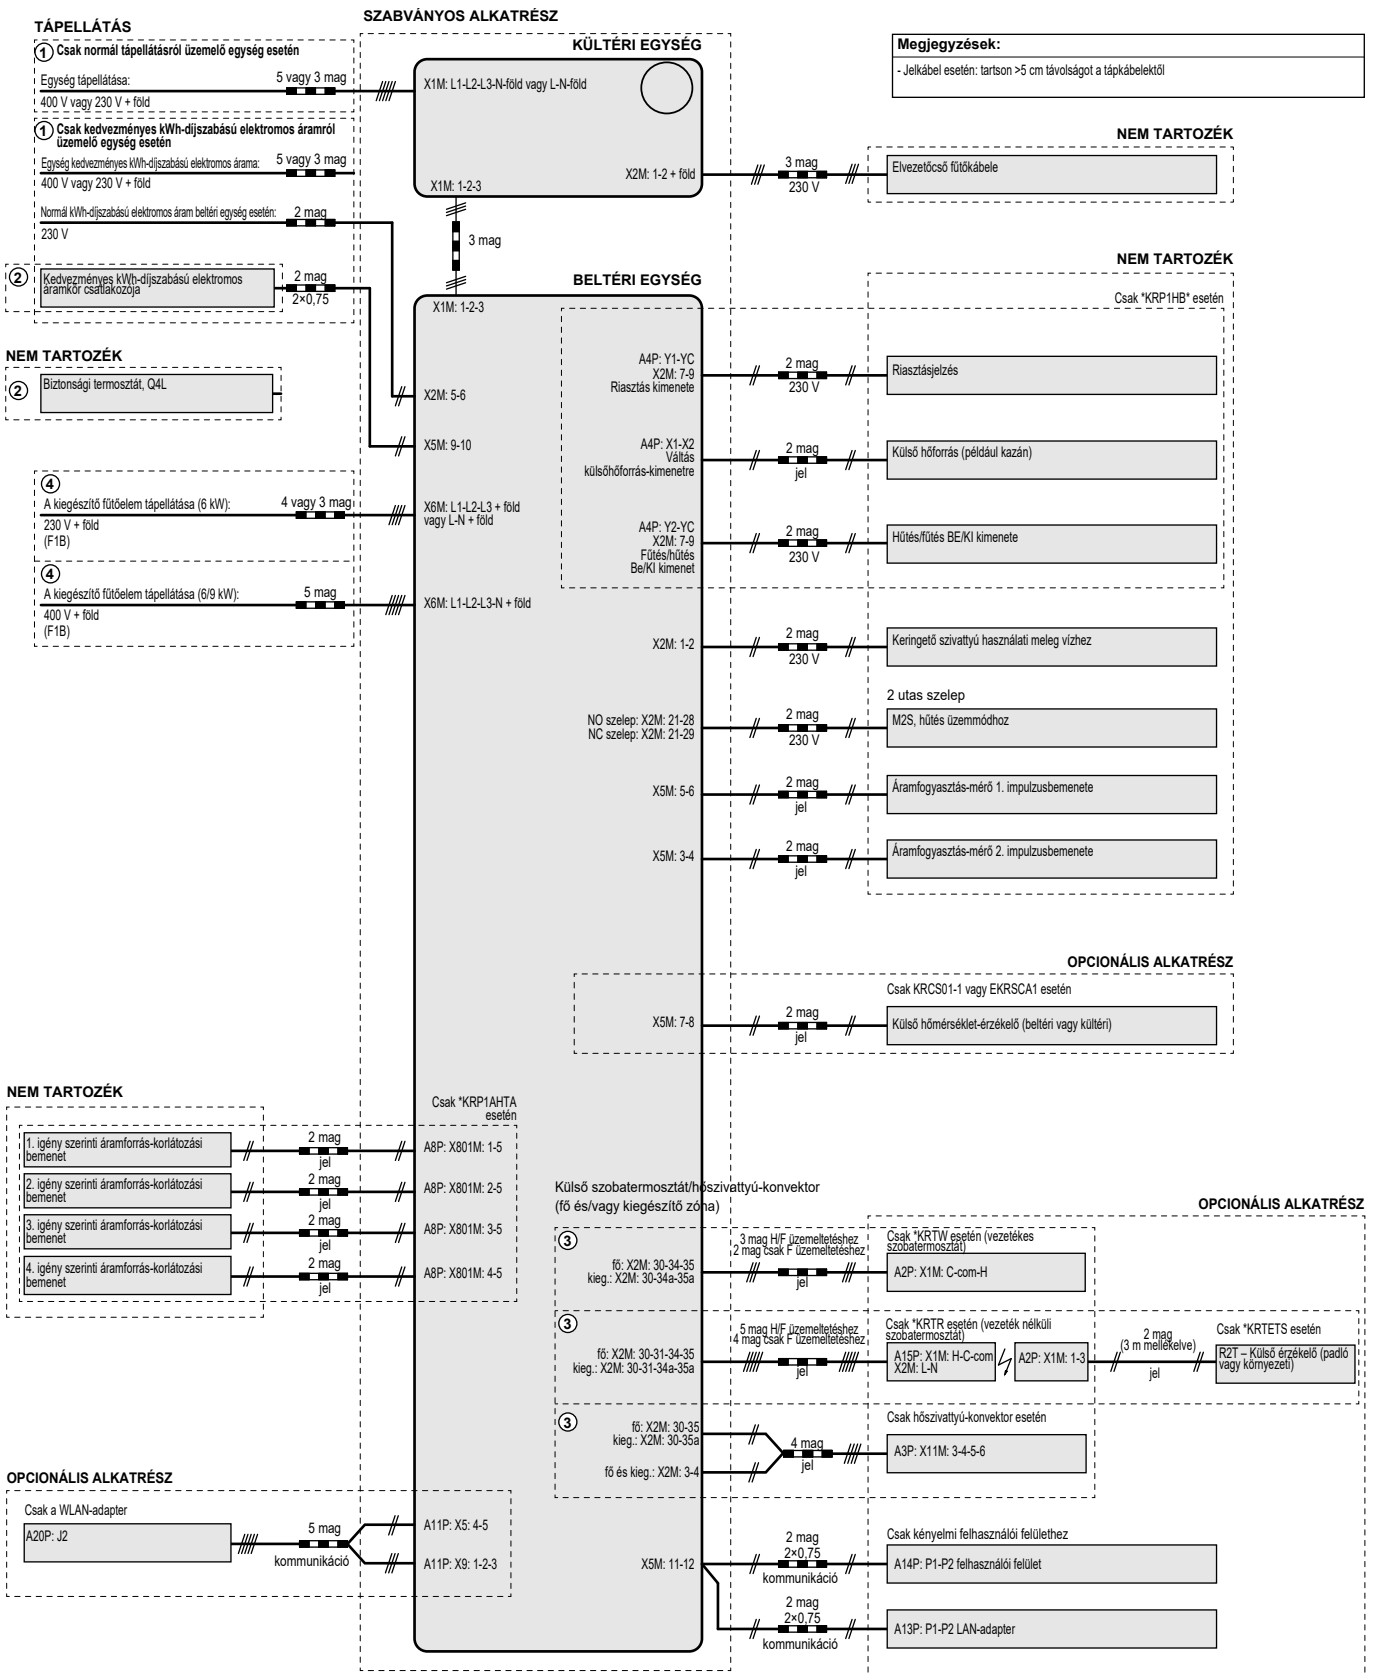 SZABVÁNYOS ALKATRÉSZ
TÁPELLÁTÁS
1 Csak normál tápellátásról üzemelő egység esetén
Egység tápellátása:
5 vagy 3 mag
400 V vagy 230 V + föld
1 Csak kedvezményes kWh-díjszabású elektromos áramról
üzemelő egység esetén
Egység kedvezményes kWh-díjszabású elektromos árama:
5 vagy 3 mag
400 V vagy 230 V + föld
Normál kWh-díjszabású elektromos áram beltéri egység esetén:
2 mag
230 V
2
Kedvezményes kWh-díjszabású elektromos
áramkör csatlakozója
2 mag
2×0,75
NEM TARTOZÉK
2
Biztonsági termosztát, Q4L
4
A kiegészítő fűtőelem tápellátása (6 kW):
4 vagy 3 mag
230 V + föld
(F1B)
4
A kiegészítő fűtőelem tápellátása (6/9 kW):
5 mag
400 V + föld
(F1B)
KÜLTÉRI EGYSÉG
X1M: L1-L2-L3-N-föld vagy L-N-föld
X2M: 1-2 + föld
X1M: 1-2-3
3 mag
BELTÉRI EGYSÉG
X1M: 1-2-3
X2M: 5-6
X5M: 9-10
X6M: L1-L2-L3 + föld
vagy L-N + föld
X6M: L1-L2-L3-N + föld
Megjegyzések:
- Jelkábel esetén: tartson >5 cm távolságot a tápkábelektől
NEM TARTOZÉK
3 mag
230 V
Elvezetőcső fűtőkábele
NEM TARTOZÉK
Csak *KRP1HB* esetén
A4P: Y1-YC
X2M: 7-9
Riasztás kimenete
2 mag
230 V
Riasztásjelzés
A4P: X1-X2
Váltás
külsőhőforrás-kimenetre
2 mag
jel
Külső hőforrás (például kazán)
A4P: Y2-YC
X2M: 7-9
Fűtés/hűtés
Be/KI kimenet
2 mag
230 V
Hűtés/fűtés BE/KI kimenete
X2M: 1-2
2 mag
230 V
Keringető szivattyú használati meleg vízhez
2 utas szelep
NO szelep: X2M: 21-28
NC szelep: X2M: 21-29
2 mag
230 V
M2S, hűtés üzemmódhoz
X5M: 5-6
2 mag
jel
Áramfogyasztás-mérő 1. impulzusbemenete
X5M: 3-4
2 mag
jel
Áramfogyasztás-mérő 2. impulzusbemenete
OPCIONÁLIS ALKATRÉSZ
Csak KRCS01-1 vagy EKRSCA1 esetén
X5M: 7-8
2 mag
jel
Külső hőmérséklet-érzékelő (beltéri vagy kültéri)
NEM TARTOZÉK
Csak *KRP1AHTA
esetén
1. igény szerinti áramforrás-korlátozási
bemenet
2 mag
jel
A8P: X801M: 1-5
2. igény szerinti áramforrás-korlátozási
bemenet
2 mag
jel
A8P: X801M: 2-5
3. igény szerinti áramforrás-korlátozási
bemenet
2 mag
jel
A8P: X801M: 3-5
4. igény szerinti áramforrás-korlátozási
bemenet
2 mag
jel
A8P: X801M: 4-5
Külső szobatermosztát/hőszivattyú-konvektor
(fő és/vagy kiegészítő zóna)
OPCIONÁLIS ALKATRÉSZ
3
fő: X2M: 30-34-35
kieg.: X2M: 30-34a-35a
3 mag H/F üzemeltetéshez
2 mag csak F üzemeltetéshez
jel
Csak *KRTW esetén (vezetékes
szobatermosztát)
A2P: X1M: C-com-H
3
fő: X2M: 30-31-34-35
kieg.: X2M: 30-31-34a-35a
5 mag H/F üzemeltetéshez
4 mag csak F üzemeltetéshez
jel
Csak *KRTR esetén (vezeték nélküli
szobatermosztát)
A15P: X1M: H-C-com
X2M: L-N
A2P: X1M: 1-3
2 mag
(3 m mellékelve)
jel
Csak *KRTETS esetén
R2T – Külső érzékelő (padló
vagy környezeti)
3
fő: X2M: 30-35
kieg.: X2M: 30-35a
fő és kieg.: X2M: 3-4
4 mag
jel
Csak hőszivattyú-konvektor esetén
A3P: X11M: 3-4-5-6
OPCIONÁLIS ALKATRÉSZ
Csak a WLAN-adapter
A20P: J2
5 mag
kommunikáció
A11P: X5: 4-5
A11P: X9: 1-2-3
X5M: 11-12
2 mag
2×0,75
kommunikáció
Csak kényelmi felhasználói felülethez
A14P: P1-P2 felhasználói felület
2 mag
2×0,75
kommunikáció
A13P: P1-P2 LAN-adapter